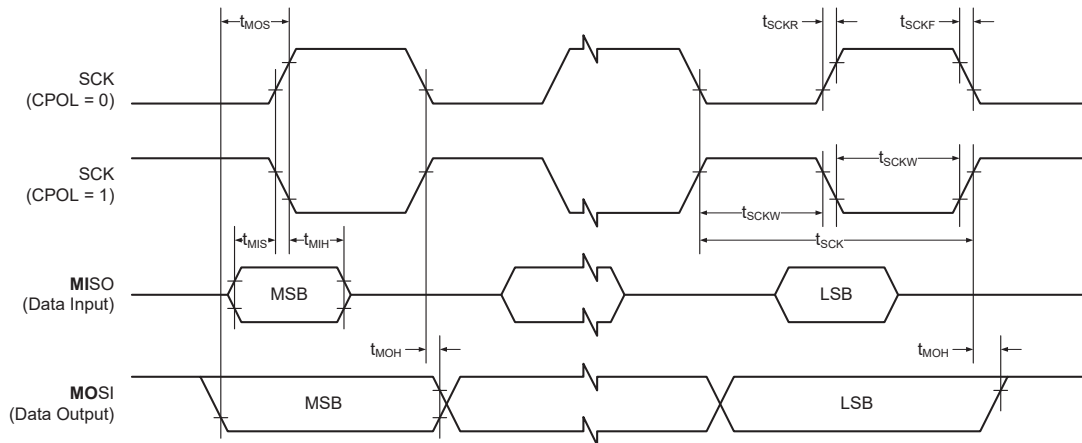 tMOS
tSCKR
tSCKF
SCK
(CPOL = 0)
SCK
(CPOL = 1)
tSCKW
tSCKW
tSCK
tMIS
tMIH
MISO
(Data Input)
MSB
LSB
tMOH
tMOH
MOSI
(Data Output)
MSB
LSB